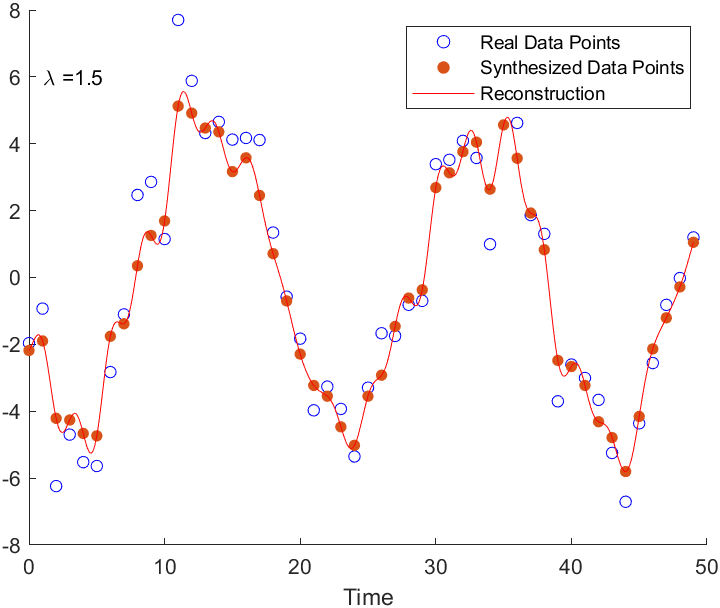 8
6
4
2
0
-2
-4
-6
-8
λ =1.5
Real Data Points
Synthesized Data Points
Reconstruction
0 10 20 30 40 50
Time